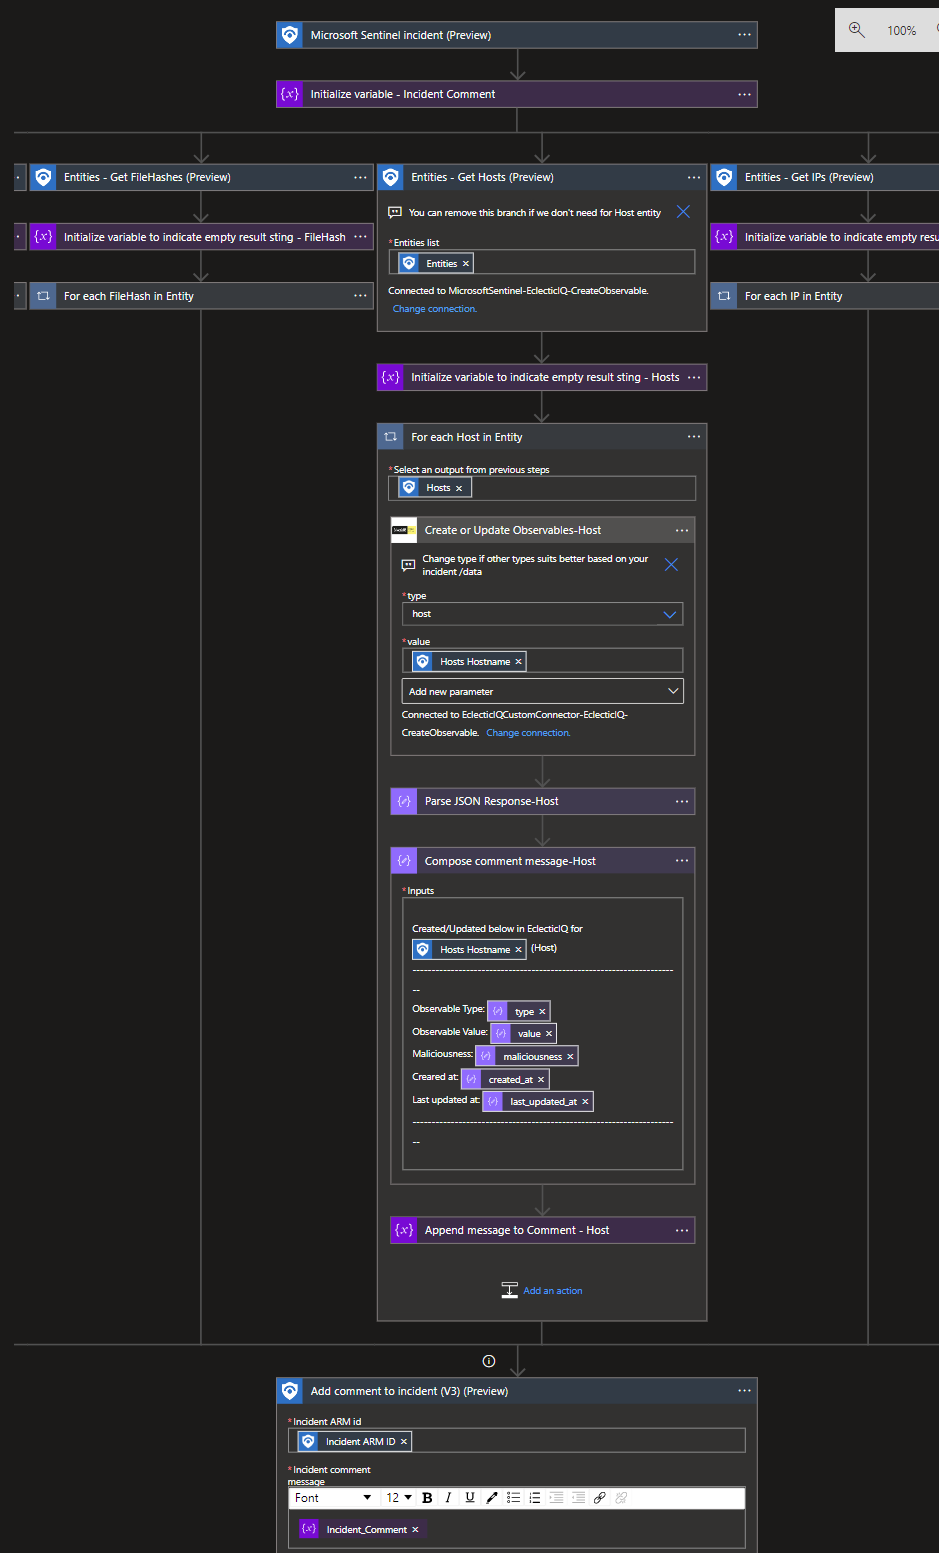 Microsoft Sentinel incident (Preview)
100%
Initialize variable - Incident Comment
Entities - Get FileHashes (Preview)
Entities - Get Hosts (Preview)
Entities - Get IPs (Preview)
You can remove this branch if we don't need for Host entity
Initialize variable to indicate empty result sting - FileHash
Initialize variable to indicate empty resu
* Entities list
Entities ×
For each FileHash in Entity
For each IP in Entity
Connected to MicrosoftSentinel-EclecticIQ-CreateObservable.
Change connection.
Initialize variable to indicate empty result sting - Hosts
For each Host in Entity
* Select an output from previous steps
Hosts ×
Create or Update Observables-Host
Change type if other types suits better based on your
incident /data
* type
host
* value
Hosts Hostname ×
Add new parameter
Connected to EclecticIQCustomConnector-EclecticIQ-
CreateObservable. Change connection.
Parse JSON Response-Host
Compose comment message-Host
* Inputs
Created/Updated below in EclecticIQ for
Hosts Hostname × (Host)
--------------------------------------------------------------------
--
Observable Type: type ×
Observable Value: value ×
Maliciousness: maliciousness ×
Creared at: created_at ×
Last updated at: last_updated_at ×
--------------------------------------------------------------------
--
Append message to Comment - Host
Add an action
Add comment to incident (V3) (Preview)
* Incident ARM id
Incident ARM ID ×
* Incident comment
message
Font 12 B I U
Incident_Comment ×